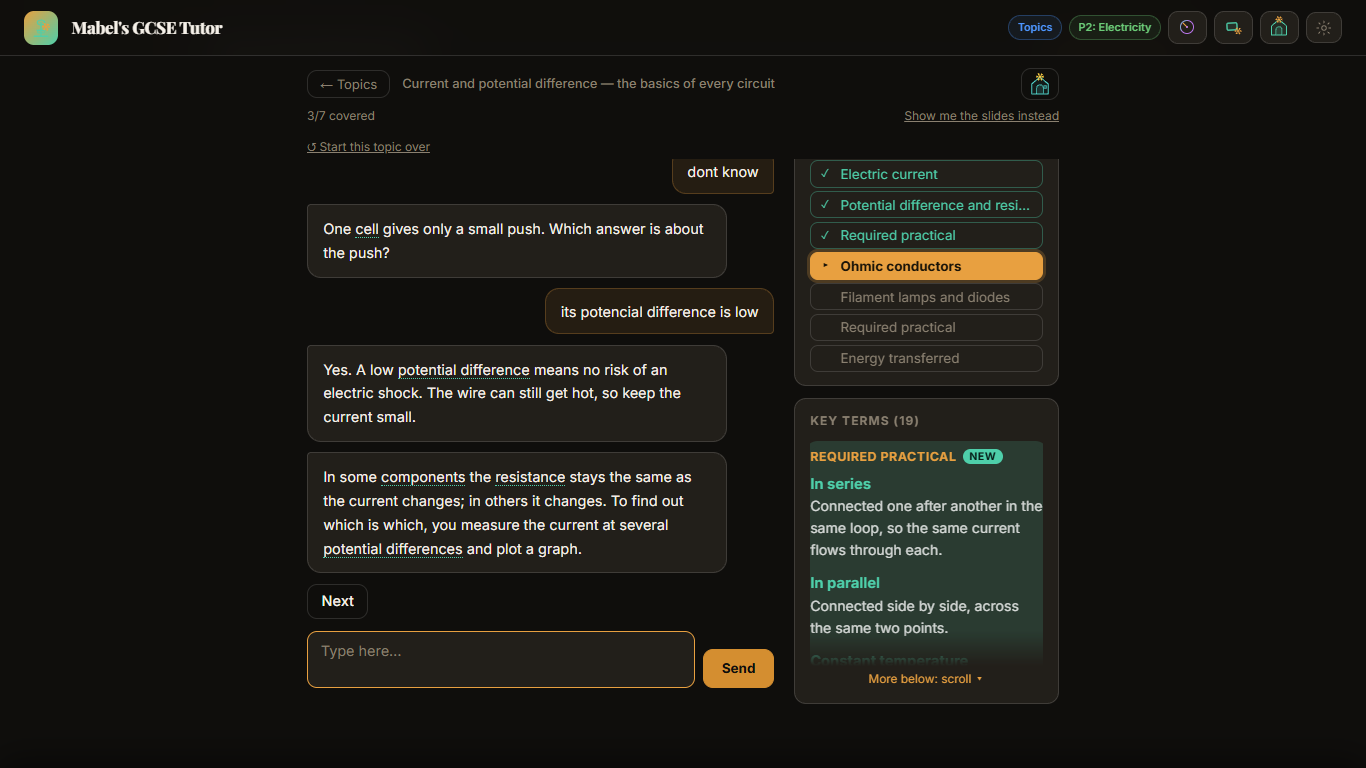 Mabel's GCSE Tutor
Topics
P2: Electricity
← Topics
Current and potential difference — the basics of every circuit
3/7 covered
Show me the slides instead
↺ Start this topic over
dont know
One cell gives only a small push. Which answer is about
the push?
its potencial difference is low
Yes. A low potential difference means no risk of an
electric shock. The wire can still get hot, so keep the
current small.
In some components the resistance stays the same as
the current changes; in others it changes. To find out
which is which, you measure the current at several
potential differences and plot a graph.
Next
Type here...
Send
✓ Electric current
✓ Potential difference and resi...
✓ Required practical
▸ Ohmic conductors
Filament lamps and diodes
Required practical
Energy transferred
KEY TERMS (19)
REQUIRED PRACTICAL NEW
In series
Connected one after another in the
same loop, so the same current
flows through each.
In parallel
Connected side by side, across
the same two points.
Constant temperature
More below: scroll ▾